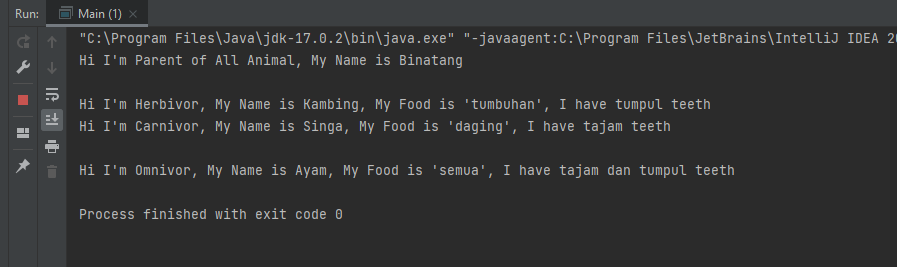 Run: Main (1)
"C:\Program Files\Java\jdk-17.0.2\bin\java.exe" "-javaagent:C:\Program Files\JetBrains\IntelliJ IDEA
Hi I'm Parent of All Animal, My Name is Binatang
Hi I'm Herbivor, My Name is Kambing, My Food is 'tumbuhan', I have tumpul teeth
Hi I'm Carnivor, My Name is Singa, My Food is 'daging', I have tajam teeth
Hi I'm Omnivor, My Name is Ayam, My Food is 'semua', I have tajam dan tumpul teeth
Process finished with exit code 0